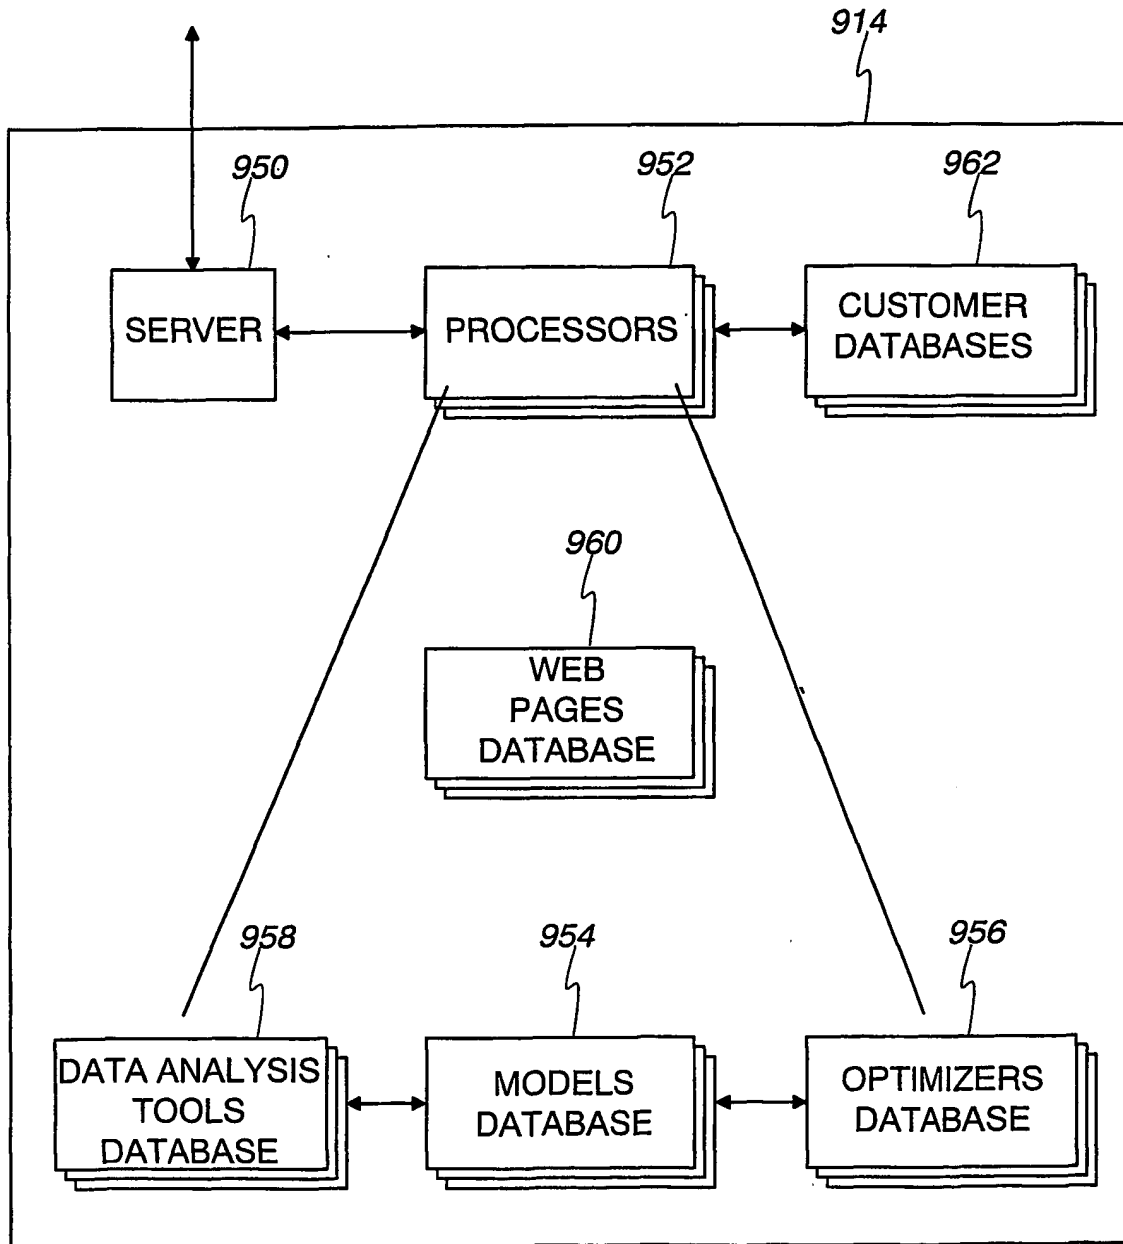 914
950
952
962
SERVER
PROCESSORS
CUSTOMER
DATABASES
960
WEB
PAGES
DATABASE
958
954
956
DATA ANALYSIS
TOOLS
DATABASE
MODELS
DATABASE
OPTIMIZERS
DATABASE